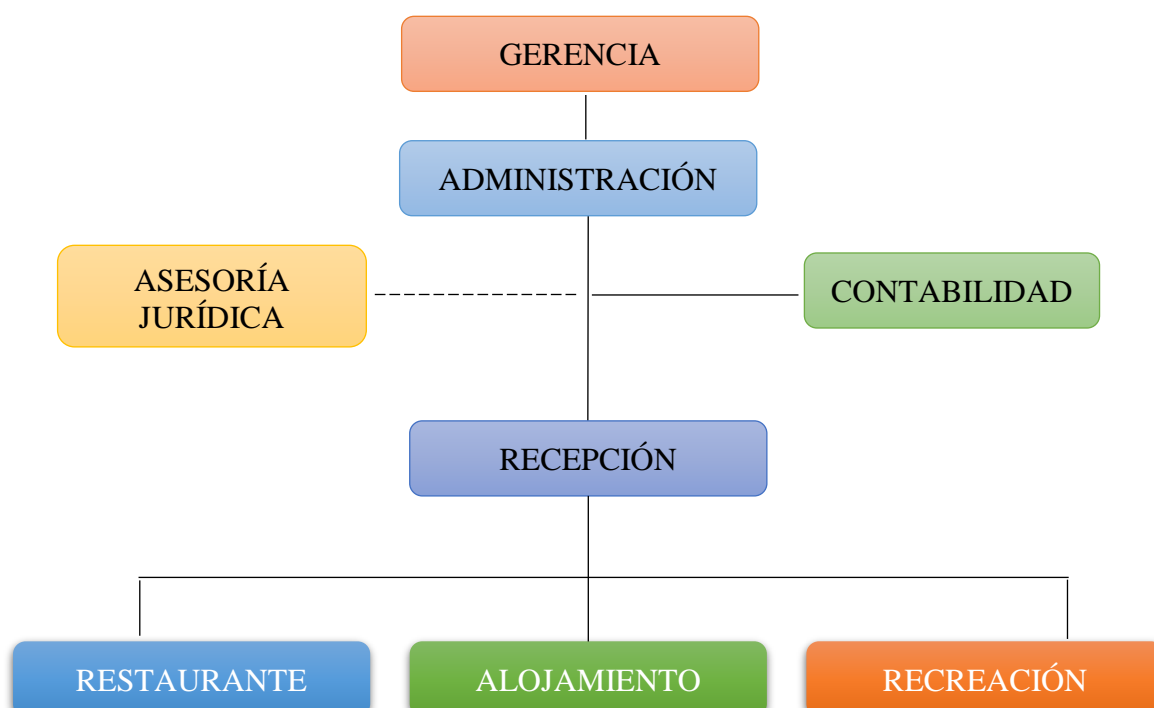 GERENCIA
ADMINISTRACIÓN
ASESORÍA
JURÍDICA
CONTABILIDAD
RECEPCIÓN
RESTAURANTE
ALOJAMIENTO
RECREACIÓN